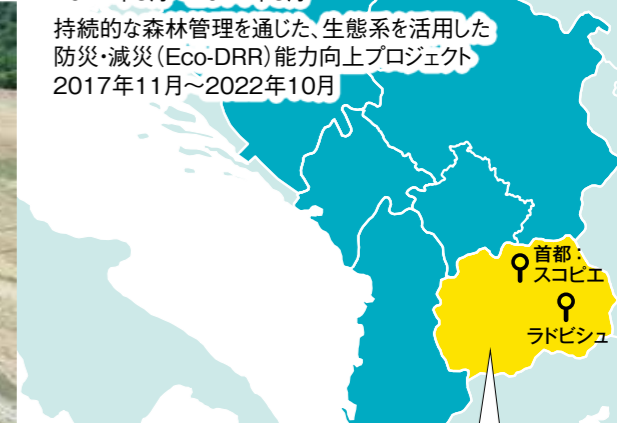 持続的な森林管理を通じた、生態系を活用した
防災・減災(Eco-DRR)能力向上プロジェクト
2017年11月～2022年10月
首都：
スコピエ
ラドビシュ